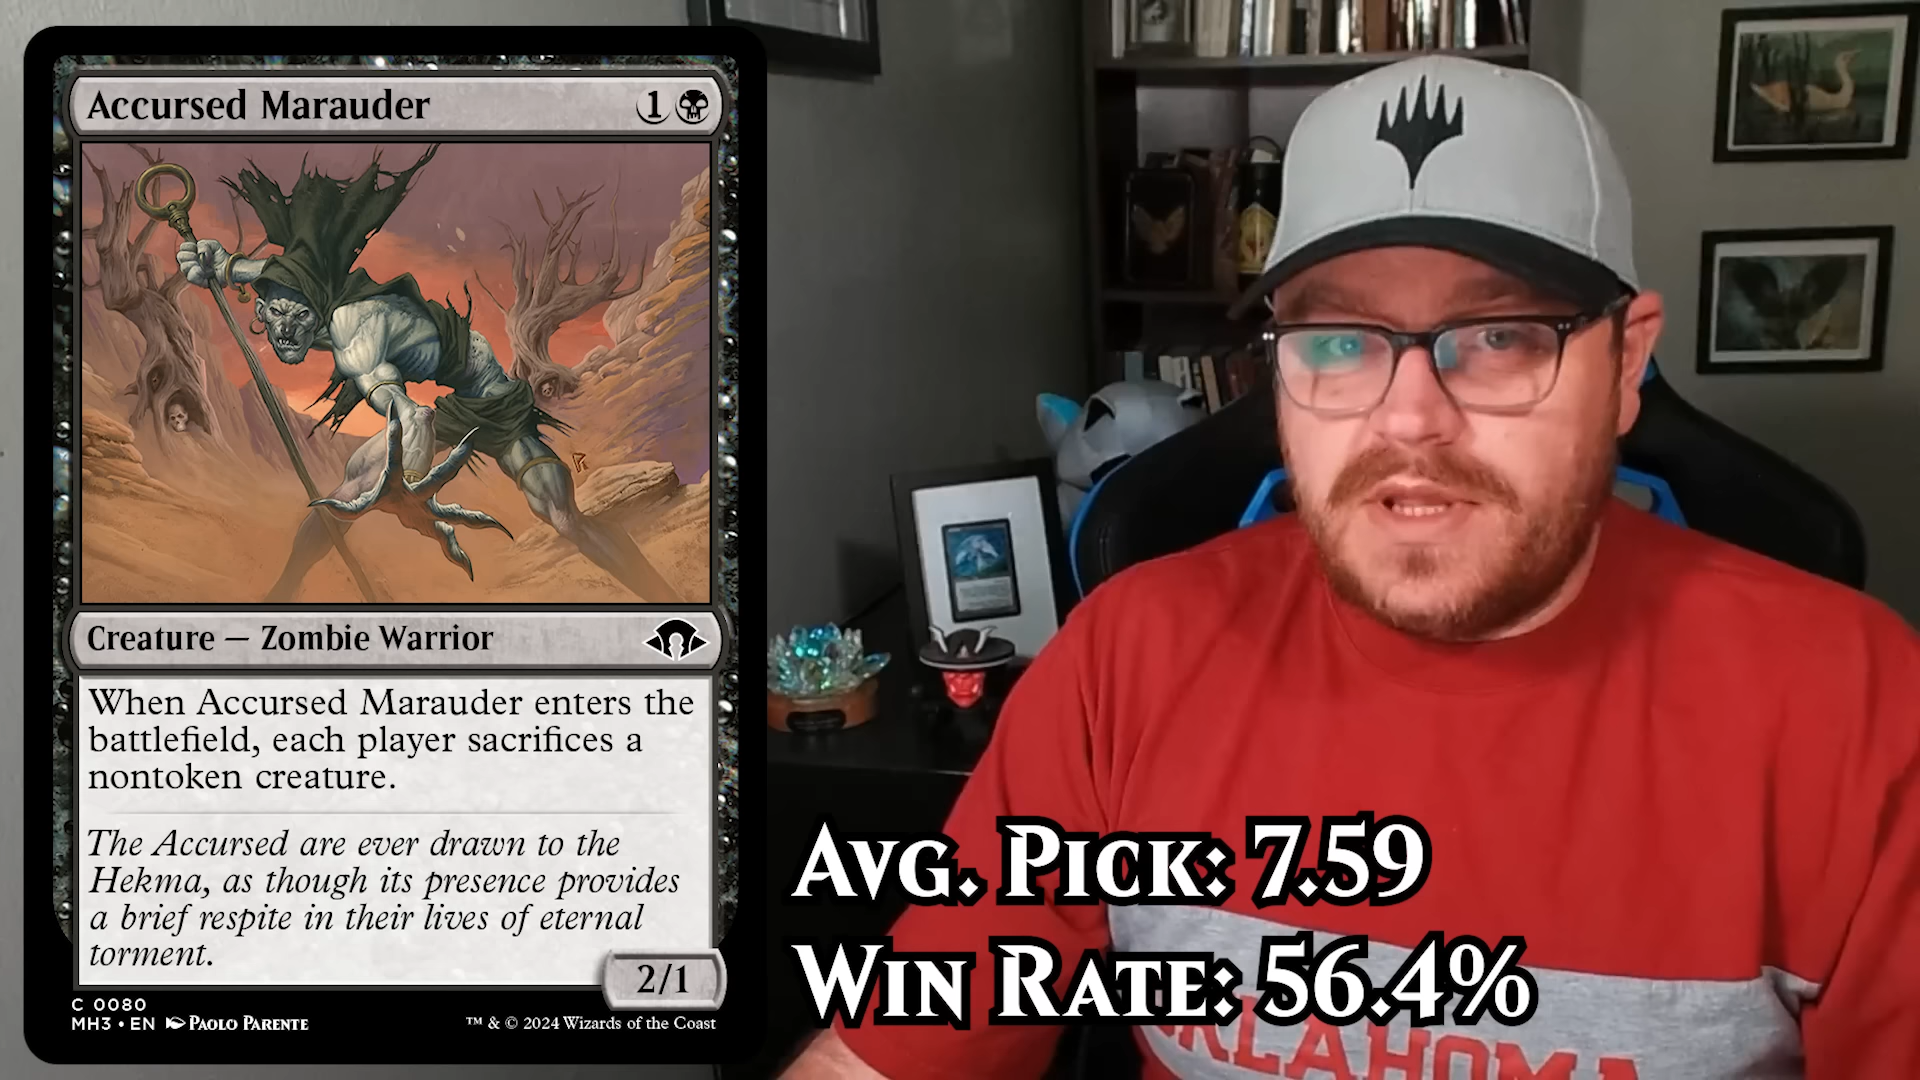 Accursed Marauder 1
Creature — Zombie Warrior
When Accursed Marauder enters the
battlefield, each player sacrifices a
nontoken creature.
The Accursed are ever drawn to the
Hekma, as though its presence provides
a brief respite in their lives of eternal
torment.
2/1
C 0080
MH3 • EN PAOLO PARENTE
™ & © 2024 Wizards of the Coast
AVG. PICK: 7.59
WIN RATE: 56.4%
OKLAHOMA